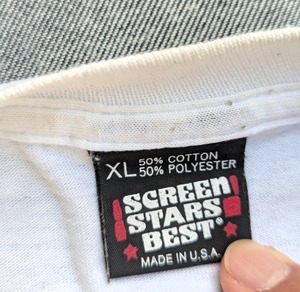 XL 50% COTTON
50% POLYESTER
SCREEN
STARS
BEST®
MADE IN U.S.A.